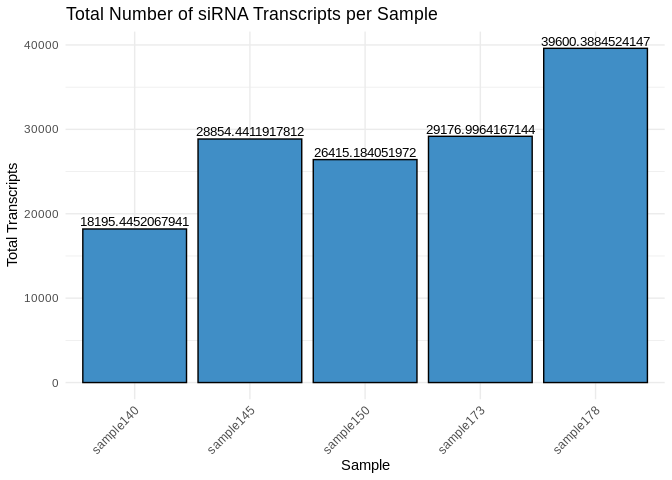 Total Number of siRNA Transcripts per Sample
39600.3884524147
40000
28854.4411917812
29176.9964167144
30000
26415.184051972
18195.4452067941
20000
10000
0
Total Transcripts
sample140
sample145
sample150
sample173
sample178
Sample